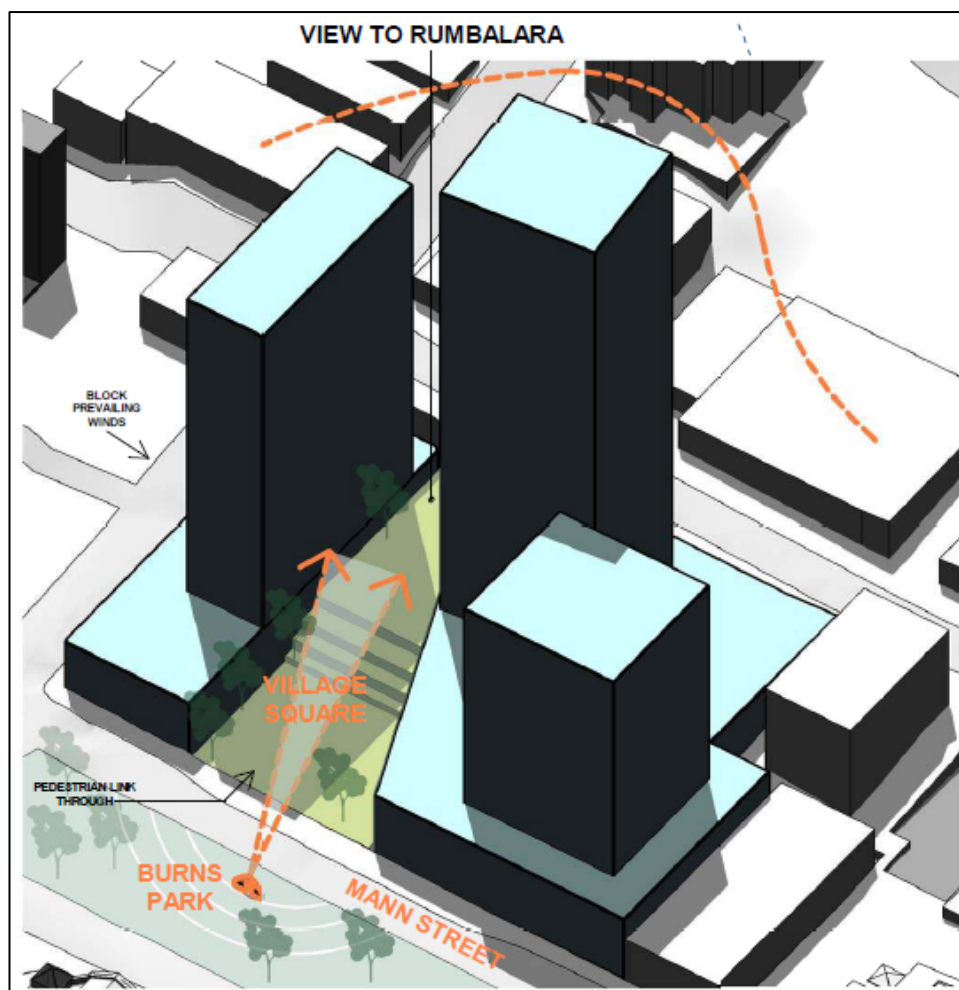 VIEW TO RUMBALARA
BLOCK
PREVAILING
WINDS
VILLAGE
SQUARE
PEDESTRIAN LINK
THROUGH
BURNS
PARK
MANN STREET